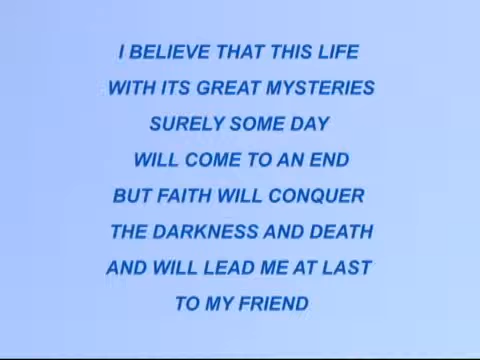 I BELIEVE THAT THIS LIFE
WITH ITS GREAT MYSTERIES
SURELY SOME DAY
WILL COME TO AN END
BUT FAITH WILL CONQUER
THE DARKNESS AND DEATH
AND WILL LEAD ME AT LAST
TO MY FRIEND